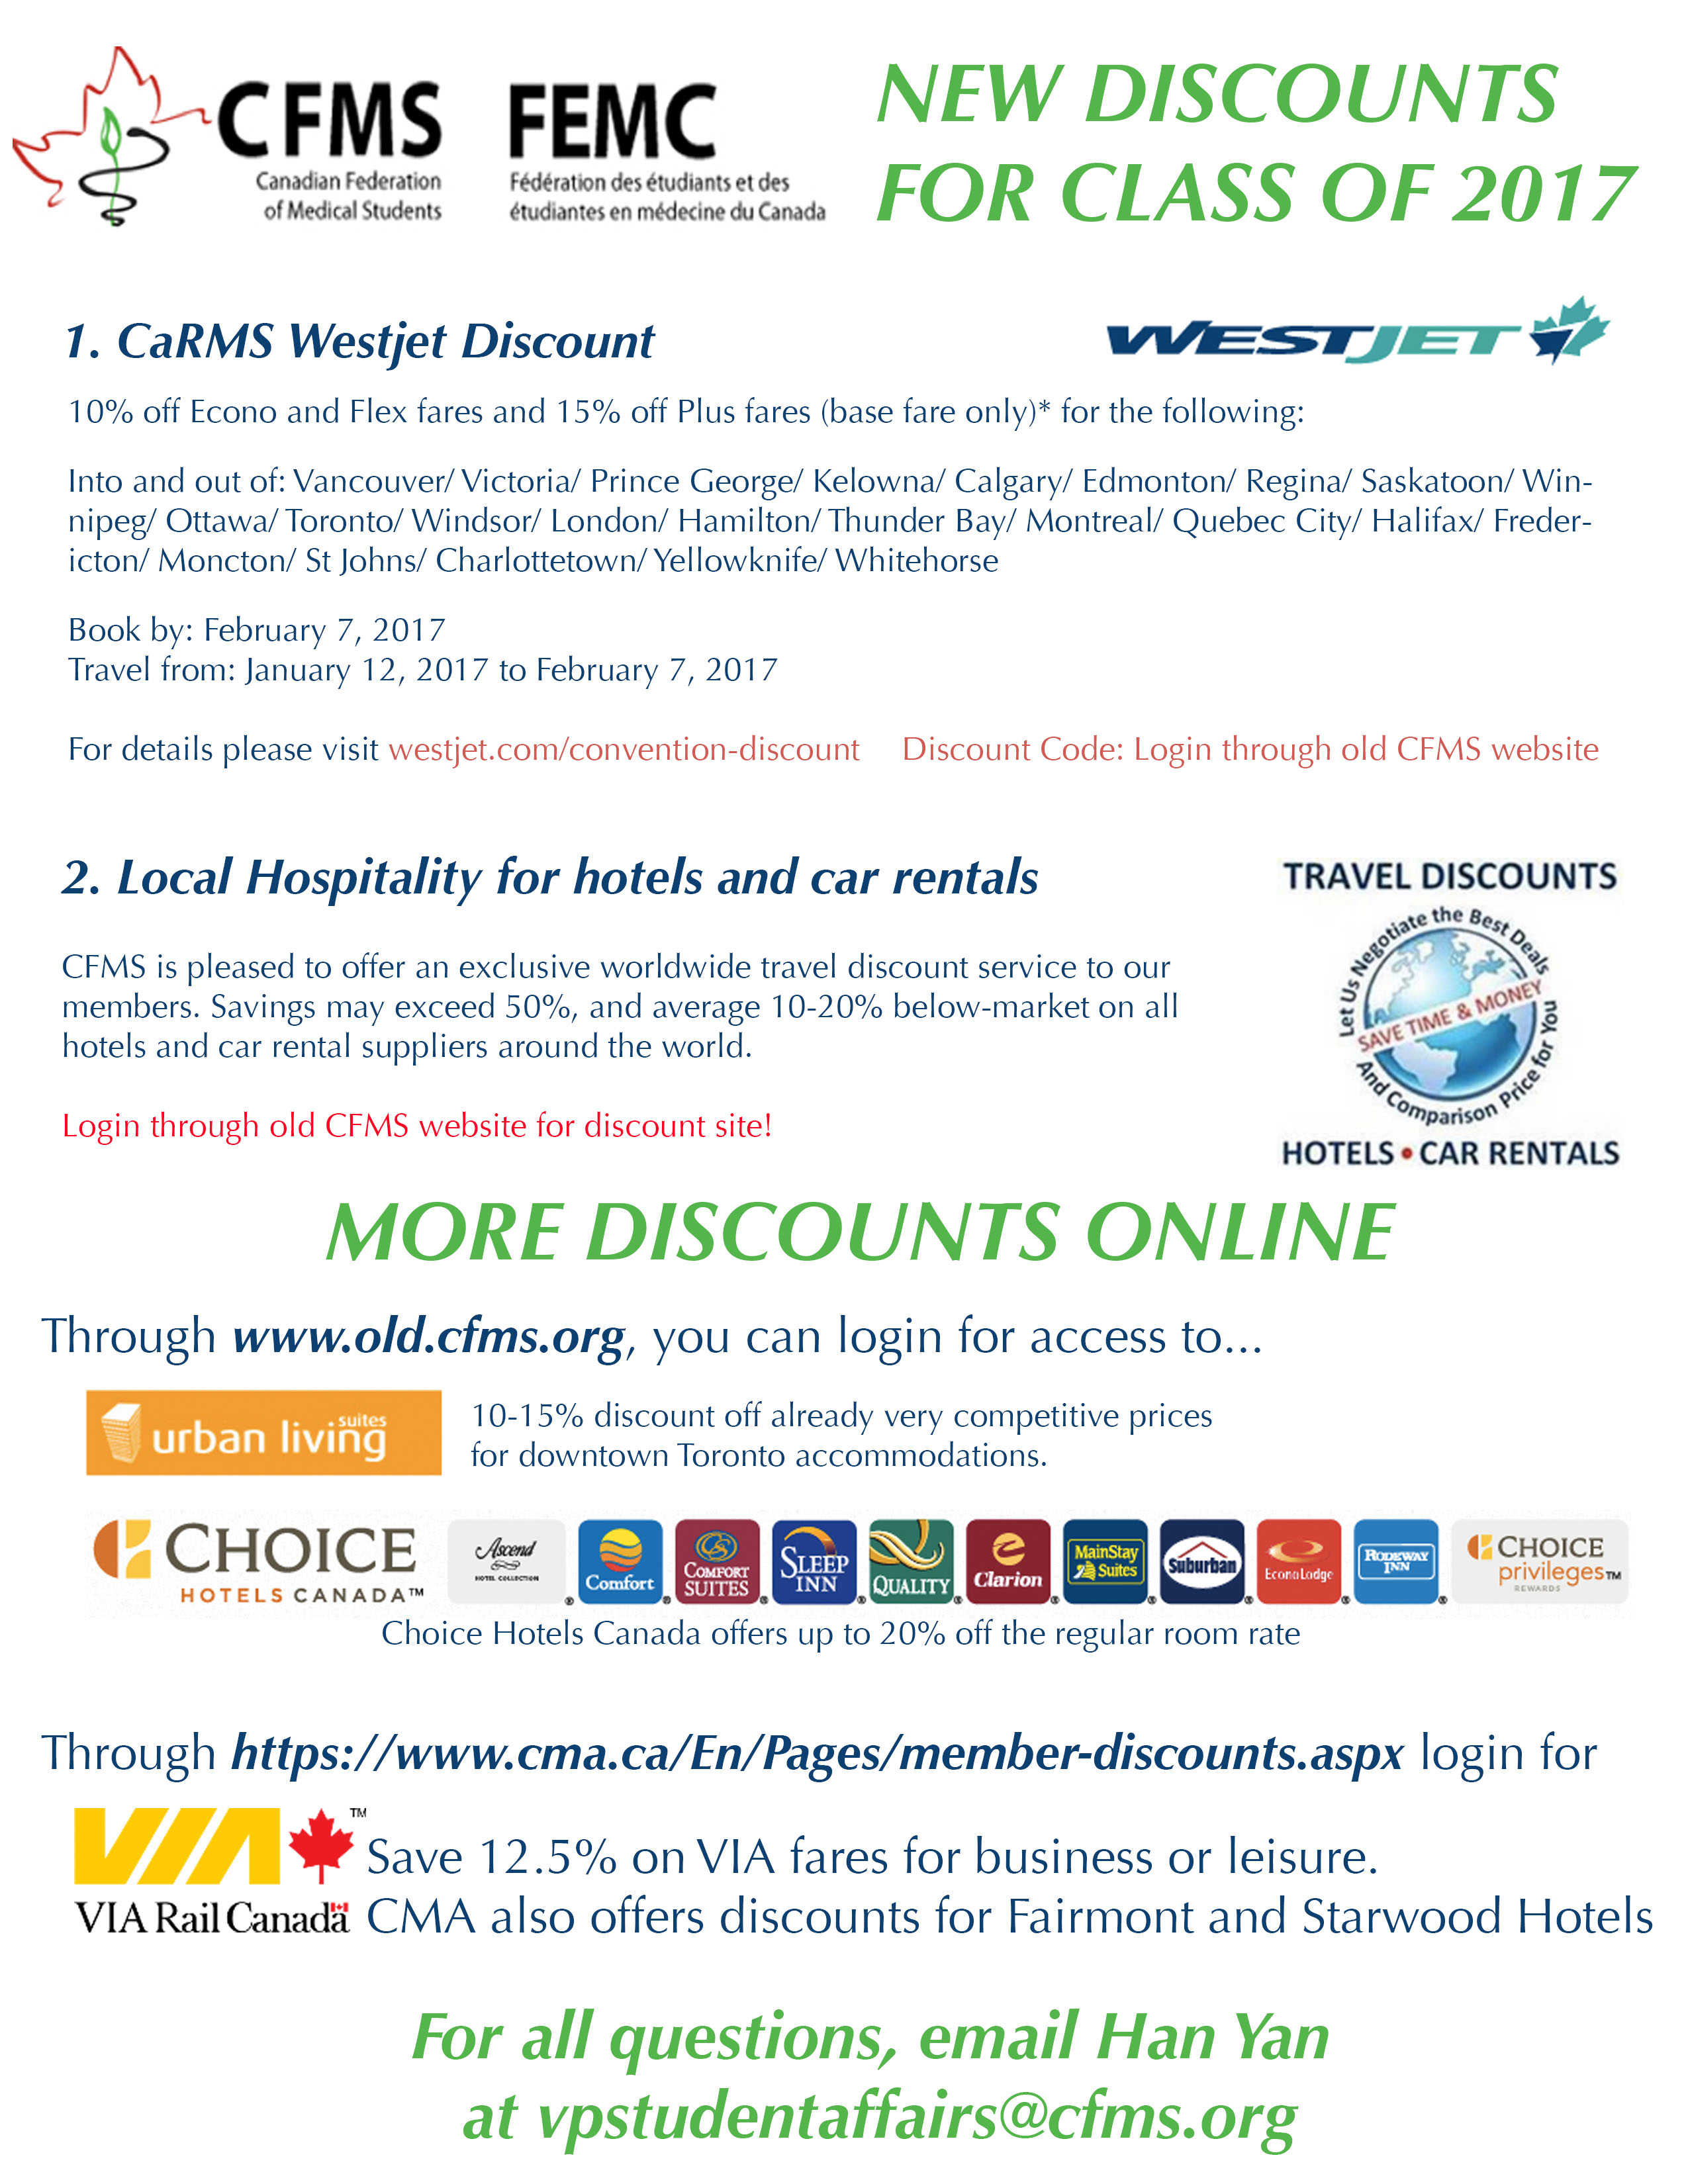 CFMS
Canadian Federation
of Medical Students
FEMC
Fédération des étudiants et des
étudiantes en médecine du Canada
NEW DISCOUNTS
FOR CLASS OF 2017
1. CaRMS Westjet Discount
WESTJET
10% off Econo and Flex fares and 15% off Plus fares (base fare only)* for the following:
Into and out of: Vancouver/ Victoria/ Prince George/ Kelowna/ Calgary/ Edmonton/ Regina/ Saskatoon/ Win-
nipeg/ Ottawa/ Toronto/ Windsor/ London/ Hamilton/ Thunder Bay/ Montreal/ Quebec City/ Halifax/ Freder-
icton/ Moncton/ St Johns/ Charlottetown/ Yellowknife/ Whitehorse
Book by: February 7, 2017
Travel from: January 12, 2017 to February 7, 2017
For details please visit westjet.com/convention-discount Discount Code: Login through old CFMS website
2. Local Hospitality for hotels and car rentals
CFMS is pleased to offer an exclusive worldwide travel discount service to our
members. Savings may exceed 50%, and average 10-20% below-market on all
hotels and car rental suppliers around the world.
Login through old CFMS website for discount site!
TRAVEL DISCOUNTS
Let Us Negotiate the Best Deals
SAVE TIME & MONEY
And Comparison Price for You
HOTELS • CAR RENTALS
MORE DISCOUNTS ONLINE
Through www.old.cfms.org, you can login for access to...
urban living suites
10-15% discount off already very competitive prices
for downtown Toronto accommodations.
CHOICE
HOTELS CANADA™
Ascend
HOTEL COLLECTION®
Comfort®
COMFORT
SUITES®
SLEEP
INN®
QUALITY®
Clarion®
MainStay
Suites®
Suburban®
EconoLodge®
RODEWAY
INN®
CHOICE
privileges™
REWARDS
Choice Hotels Canada offers up to 20% off the regular room rate
Through https://www.cma.ca/En/Pages/member-discounts.aspx login for
VIA™
VIA Rail Canada
Save 12.5% on VIA fares for business or leisure.
CMA also offers discounts for Fairmont and Starwood Hotels
For all questions, email Han Yan
at vpstudentaffairs@cfms.org